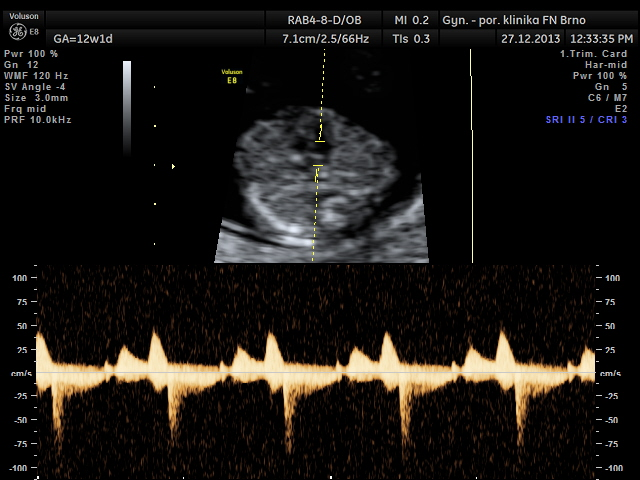 Voluson
RAB4-8-D/OB
MI 0.2
Gyn. - por. klinika FN Brno
GE E8
GA=12w1d
7.1cm/2.5/66Hz
TIs 0.3
27.12.2013
12:33:35 PM
Pwr 100 %
Gn 12
WMF 120 Hz
SV Angle -4
Size 3.0mm
Frq mid
PRF 10.0kHz
Voluson
E8
1.Trim. Card
Har-mid
Pwr 100 %
Gn 5
C6 / M7
E2
SRI II 5 / CRI 3
100
75
50
25
cm/s
-25
-50
-75
-100
100
75
50
25
cm/s
-25
-50
-75
-100